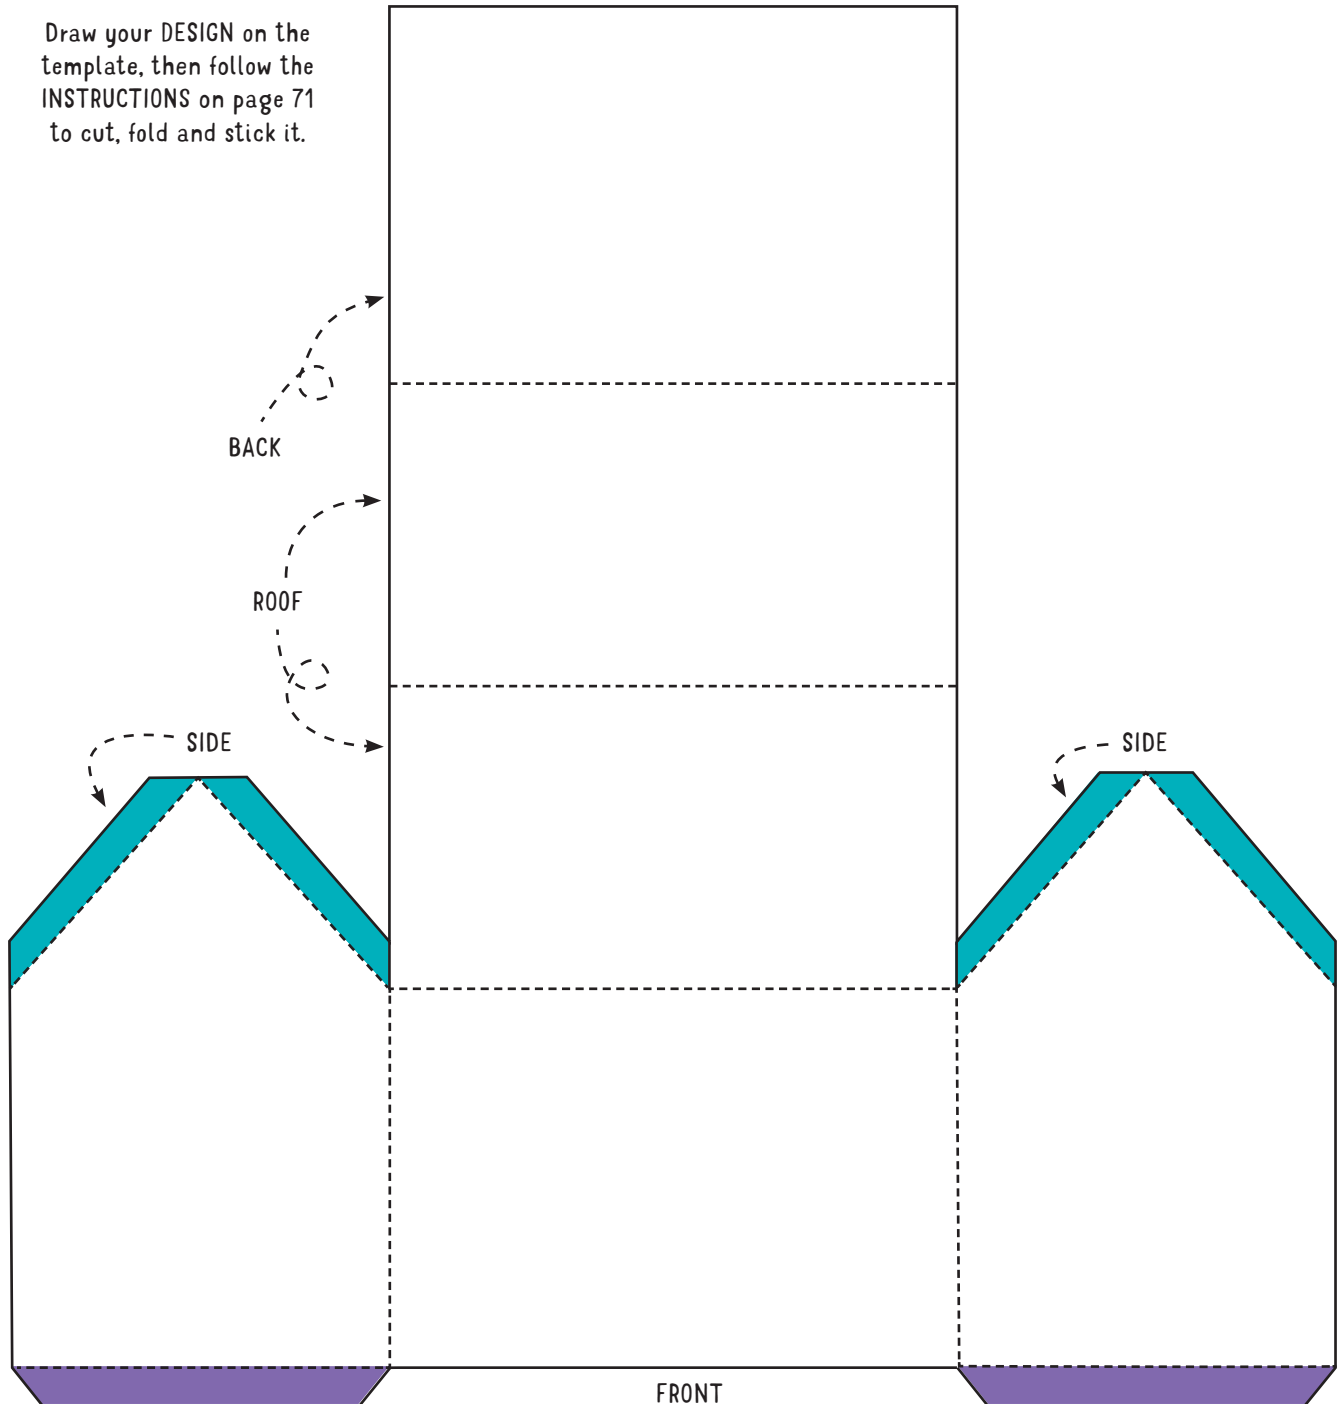 Draw your DESIGN on the
template, then follow the
INSTRUCTIONS on page 71
to cut, fold and stick it.
BACK
ROOF
SIDE
SIDE
FRONT